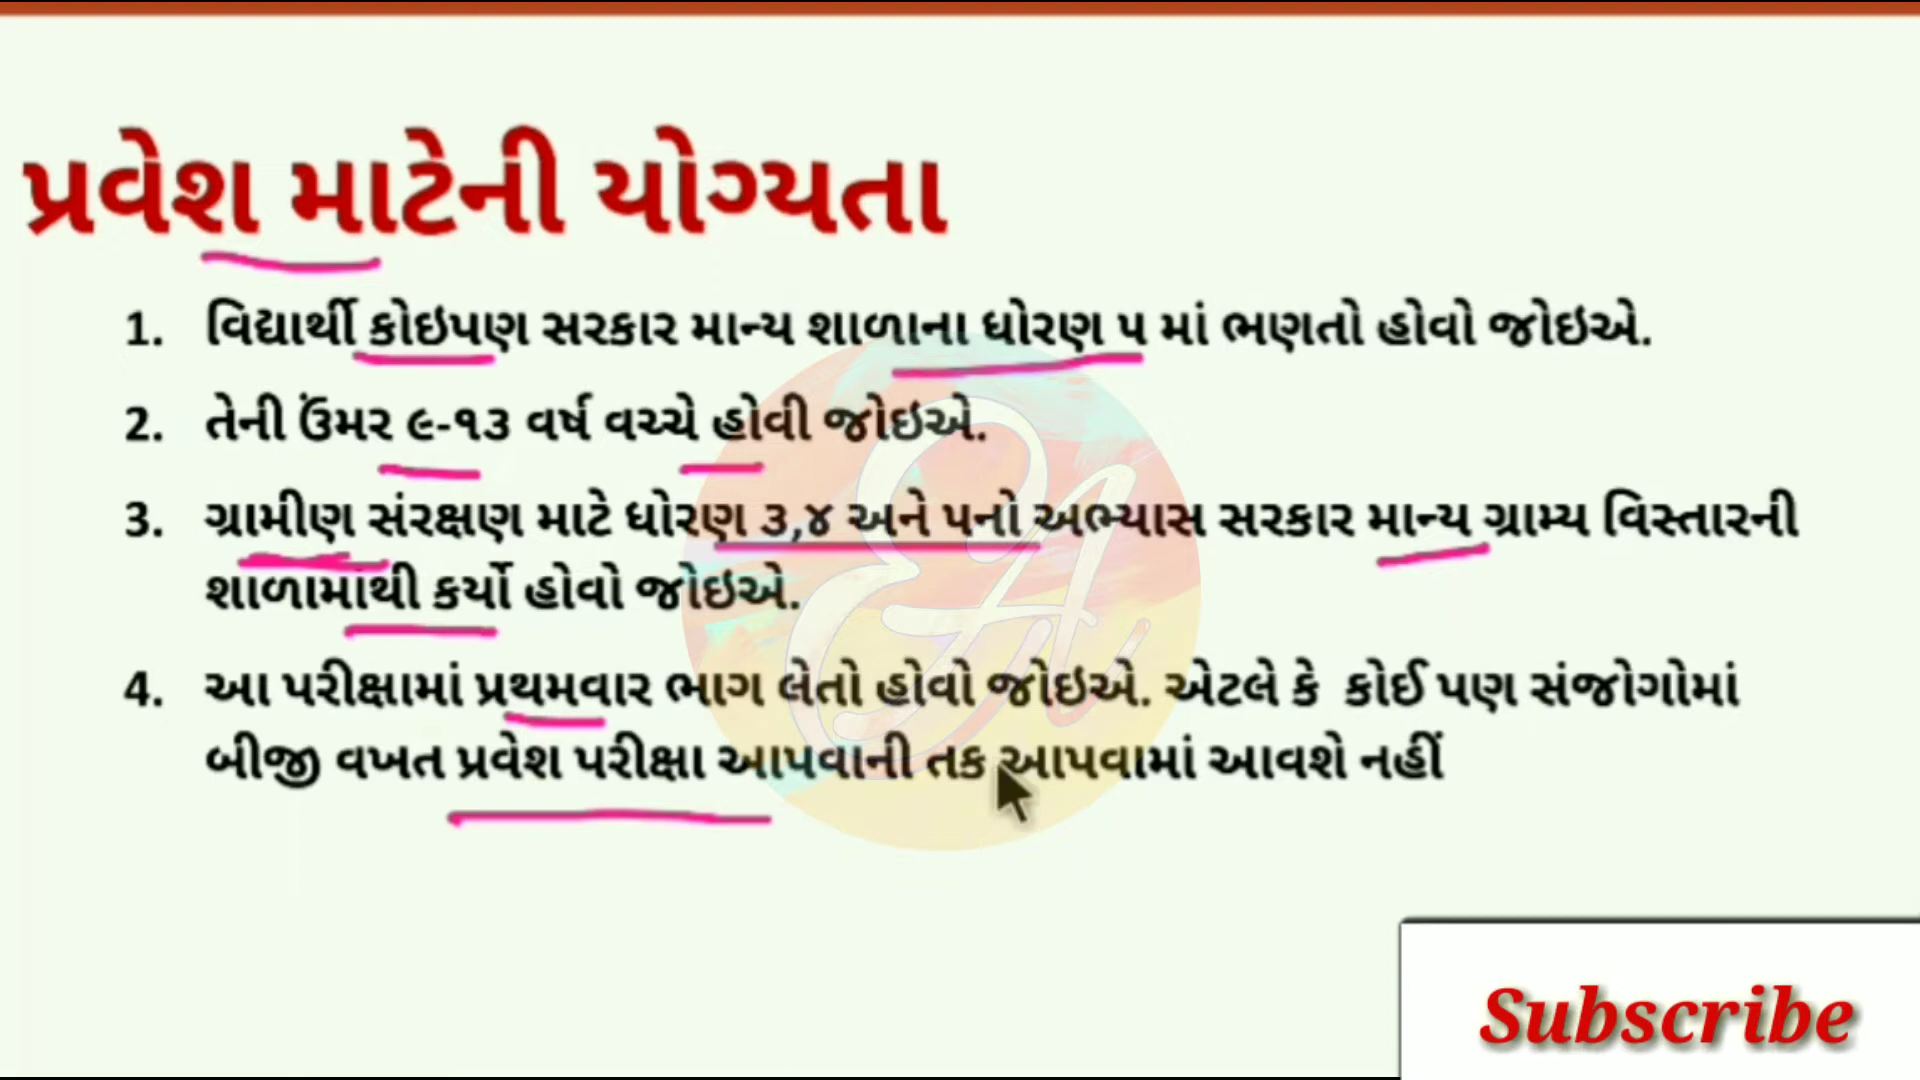 પ્રવેશ માટેની યોગ્યતા
1. વિદ્યાર્થી કોઇપણ સરકાર માન્ય શાળાના ધોરણ ૫ માં ભણતો હોવો જોઇએ.
2. તેની ઉંમર ૯-૧૩ વર્ષ વચ્ચે હોવી જોઇએ.
3. ગ્રામીણ સંરક્ષણ માટે ધોરણ ૩,૪ અને ૫નો અભ્યાસ સરકાર માન્ય ગ્રામ્ય વિસ્તારની
શાળામાંથી કર્યો હોવો જોઇએ.
4. આ પરીક્ષામાં પ્રથમવાર ભાગ લેતો હોવો જોઇએ. એટલે કે કોઈ પણ સંજોગોમાં
બીજી વખત પ્રવેશ પરીક્ષા આપવાની તક આપવામાં આવશે નહીં
EA
Subscribe